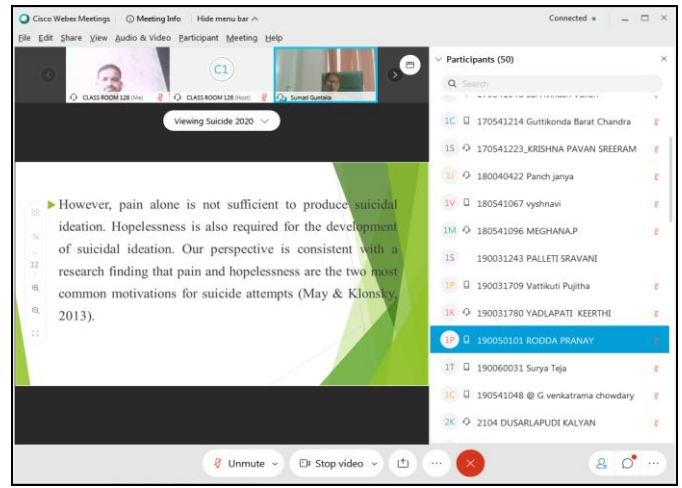 Cisco Webex Meetings Meeting Info Hide menu bar Connected
File Edit Share View Audio & Video Participant Meeting Help
C1
CLASS ROOM 128 (Me) CLASS ROOM 128 (Host) Sumati Guntaka
Viewing Suicide 2020
However, pain alone is not sufficient to produce suicidal
ideation. Hopelessness is also required for the development
of suicidal ideation. Our perspective is consistent with a
research finding that pain and hopelessness are the two most
common motivations for suicide attempts (May & Klonsky,
2013).
12
Participants (50)
Search
1C 170541214 Guttikonda Barat Chandra
1S 170541223_KRISHNA PAVAN SREERAM
1J 180040422 Panch janya
1V 180541067 vyshnavi
1M 180541096 MEGHANA.P
1S 190031243 PALLETI SRAVANI
1P 190031709 Vattikuti Pujitha
1K 190031780 YADLAPATI KEERTHI
1P 190050101 RODDA PRANAY
1T 190060031 Surya Teja
1C 190541048 @ G venkatrama chowdary
2K 2104 DUSARLAPUDI KALYAN
Unmute Stop video